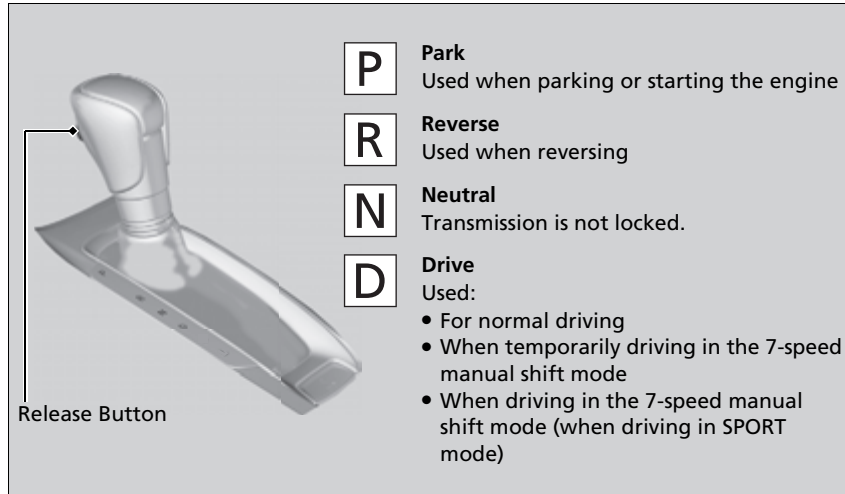 P
Park
Used when parking or starting the engine
R
Reverse
Used when reversing
N
Neutral
Transmission is not locked.
D
Drive
Used:
• For normal driving
• When temporarily driving in the 7-speed
manual shift mode
• When driving in the 7-speed manual
shift mode (when driving in SPORT
mode)
Release Button